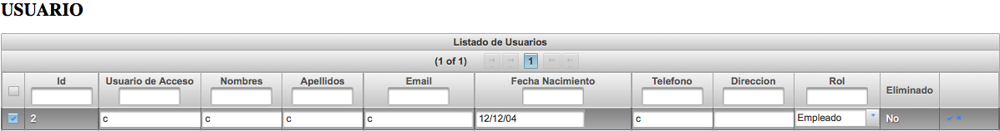 USUARIO
Listado de Usuarios
(1 of 1) 1
Id Usuario de Acceso Nombres Apellidos Email Fecha Nacimiento Telefono Direccion Rol Eliminado
2 c c c c 12/12/04 c Empleado No